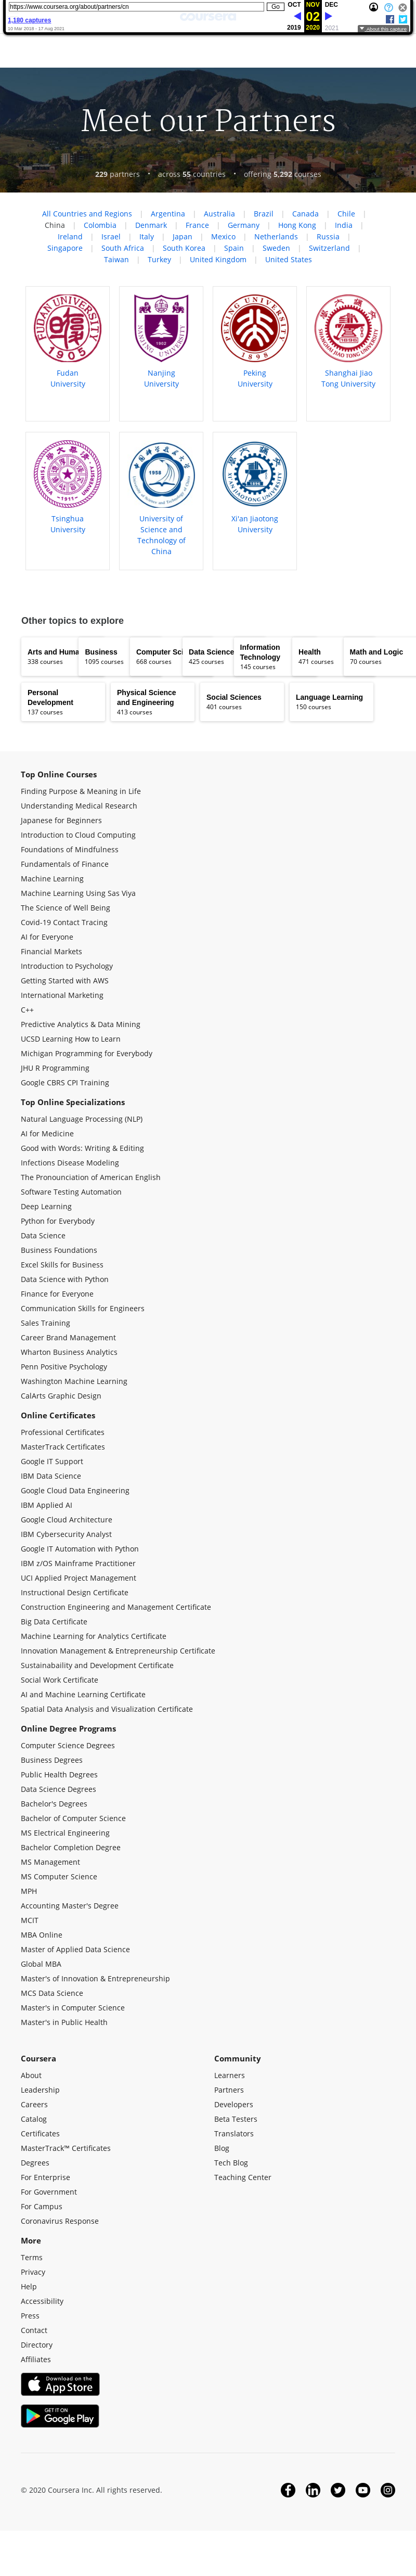 https://www.coursera.org/about/partners/cn
Go
OCT NOV DEC
02
2019 2020 2021
1,180 captures
10 Mar 2018 - 17 Aug 2021
About this capture
coursera
Meet our Partners
229 partners • across 55 countries • offering 5,292 courses
All Countries and Regions | Argentina | Australia | Brazil | Canada | Chile |
China | Colombia | Denmark | France | Germany | Hong Kong | India |
Ireland | Israel | Italy | Japan | Mexico | Netherlands | Russia |
Singapore | South Africa | South Korea | Spain | Sweden | Switzerland |
Taiwan | Turkey | United Kingdom | United States
Fudan
University
Nanjing
University
Peking
University
Shanghai Jiao
Tong University
Tsinghua
University
University of
Science and
Technology of
China
Xi'an Jiaotong
University
Other topics to explore
Arts and Huma
338 courses
Business
1095 courses
Computer Sci
668 courses
Data Science
425 courses
Information
Technology
145 courses
Health
471 courses
Math and Logic
70 courses
Personal
Development
137 courses
Physical Science
and Engineering
413 courses
Social Sciences
401 courses
Language Learning
150 courses
Top Online Courses
Finding Purpose & Meaning in Life
Understanding Medical Research
Japanese for Beginners
Introduction to Cloud Computing
Foundations of Mindfulness
Fundamentals of Finance
Machine Learning
Machine Learning Using Sas Viya
The Science of Well Being
Covid-19 Contact Tracing
AI for Everyone
Financial Markets
Introduction to Psychology
Getting Started with AWS
International Marketing
C++
Predictive Analytics & Data Mining
UCSD Learning How to Learn
Michigan Programming for Everybody
JHU R Programming
Google CBRS CPI Training
Top Online Specializations
Natural Language Processing (NLP)
AI for Medicine
Good with Words: Writing & Editing
Infections Disease Modeling
The Pronounciation of American English
Software Testing Automation
Deep Learning
Python for Everybody
Data Science
Business Foundations
Excel Skills for Business
Data Science with Python
Finance for Everyone
Communication Skills for Engineers
Sales Training
Career Brand Management
Wharton Business Analytics
Penn Positive Psychology
Washington Machine Learning
CalArts Graphic Design
Online Certificates
Professional Certificates
MasterTrack Certificates
Google IT Support
IBM Data Science
Google Cloud Data Engineering
IBM Applied AI
Google Cloud Architecture
IBM Cybersecurity Analyst
Google IT Automation with Python
IBM z/OS Mainframe Practitioner
UCI Applied Project Management
Instructional Design Certificate
Construction Engineering and Management Certificate
Big Data Certificate
Machine Learning for Analytics Certificate
Innovation Management & Entrepreneurship Certificate
Sustainabaility and Development Certificate
Social Work Certificate
AI and Machine Learning Certificate
Spatial Data Analysis and Visualization Certificate
Online Degree Programs
Computer Science Degrees
Business Degrees
Public Health Degrees
Data Science Degrees
Bachelor's Degrees
Bachelor of Computer Science
MS Electrical Engineering
Bachelor Completion Degree
MS Management
MS Computer Science
MPH
Accounting Master's Degree
MCIT
MBA Online
Master of Applied Data Science
Global MBA
Master's of Innovation & Entrepreneurship
MCS Data Science
Master's in Computer Science
Master's in Public Health
Coursera
About
Leadership
Careers
Catalog
Certificates
MasterTrack™ Certificates
Degrees
For Enterprise
For Government
For Campus
Coronavirus Response
Community
Learners
Partners
Developers
Beta Testers
Translators
Blog
Tech Blog
Teaching Center
More
Terms
Privacy
Help
Accessibility
Press
Contact
Directory
Affiliates
Download on the
App Store
GET IT ON
Google Play
© 2020 Coursera Inc. All rights reserved.